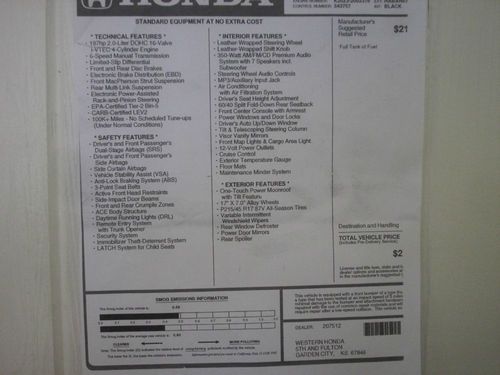 HONDA
CONTROL NUMBER:
INT: BLACK
STANDARD EQUIPMENT AT NO EXTRA COST
* TECHNICAL FEATURES *
197hp 2.0-Liter DOHC 16-Valve
i-VTEC 4-Cylinder Engine
6-Speed Manual Transmission
Limited-Slip Differential
Front and Rear Disc Brakes
Electronic Brake Distribution (EBD)
Front MacPherson Strut Suspension
Rear Multi-Link Suspension
Electronic Power-Assisted
Rack-and-Pinion Steering
EPA-Certified Tier-2 Bin-5
CARB-Certified LEV2
100K+ Miles - No Scheduled Tune-ups
(Under Normal Conditions)
* SAFETY FEATURES *
Driver's and Front Passenger's
Dual-Stage Airbags (SRS)
Driver's and Front Passenger's
Side Airbags
Side Curtain Airbags
Vehicle Stability Assist (VSA)
Anti-Lock Braking System (ABS)
3-Point Seat Belts
Active Front Head Restraints
Side-Impact Door Beams
Front and Rear Crumple Zones
ACE Body Structure
Daytime Running Lights (DRL)
Remote Entry System
with Trunk Opener
Security System
Immobilizer Theft-Deterrent System
LATCH System for Child Seats
* INTERIOR FEATURES *
Leather Wrapped Steering Wheel
Leather Wrapped Shift Knob
350-Watt AM/FM/CD Premium Audio
System with 7 Speakers incl.
Subwoofer
Steering Wheel Audio Controls
MP3/Auxiliary Input Jack
Air Conditioning
with Air Filtration System
Driver's Seat Height Adjustment
60/40 Split Fold-Down Rear Seatback
Front Center Console with Armrest
Power Windows and Door Locks
Driver's Auto Up/Down Window
Tilt & Telescoping Steering Column
Visor Vanity Mirrors
Front Map Lights & Cargo Area Light
12-Volt Power Outlets
Cruise Control
Exterior Temperature Gauge
Floor Mats
Maintenance Minder System
* EXTERIOR FEATURES *
One-Touch Power Moonroof
with Tilt Feature
17" X 7.0" Alloy Wheels
P215/45 R17 87V All-Season Tires
Variable Intermittent
Windshield Wipers
Rear Window Defroster
Power Door Mirrors
Rear Spoiler
Manufacturer's
Suggested
Retail Price
$21
Full Tank of Fuel
Destination and Handling
TOTAL VEHICLE PRICE
(Includes Pre-Delivery Service)
$2
SMOG EMISSIONS INFORMATION
CLEANER
MORE POLLUTING
DEALER: 207512
WESTERN HONDA
5TH AND FULTON
GARDEN CITY, KS 67846